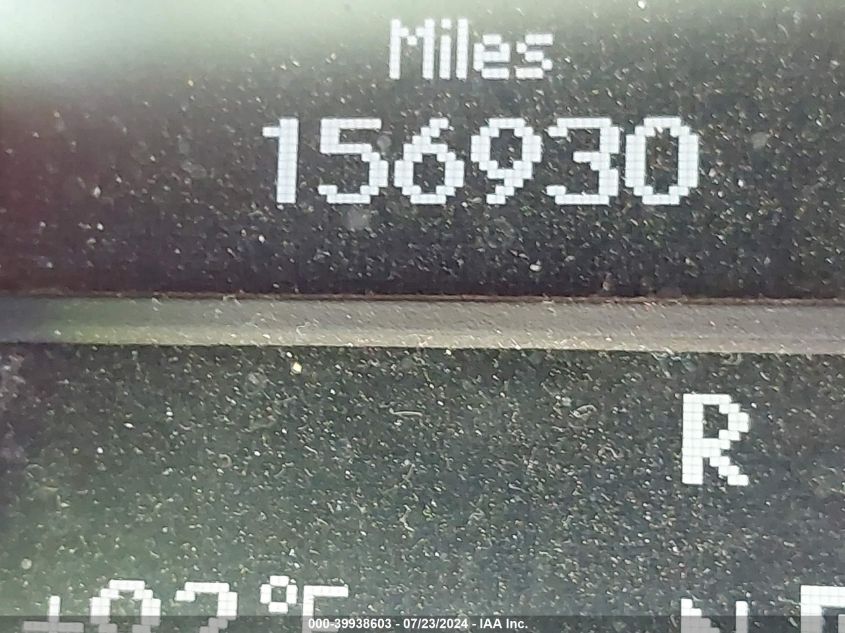 Miles
156930
R
000-39938603 - 07/23/2024 - IAA Inc.